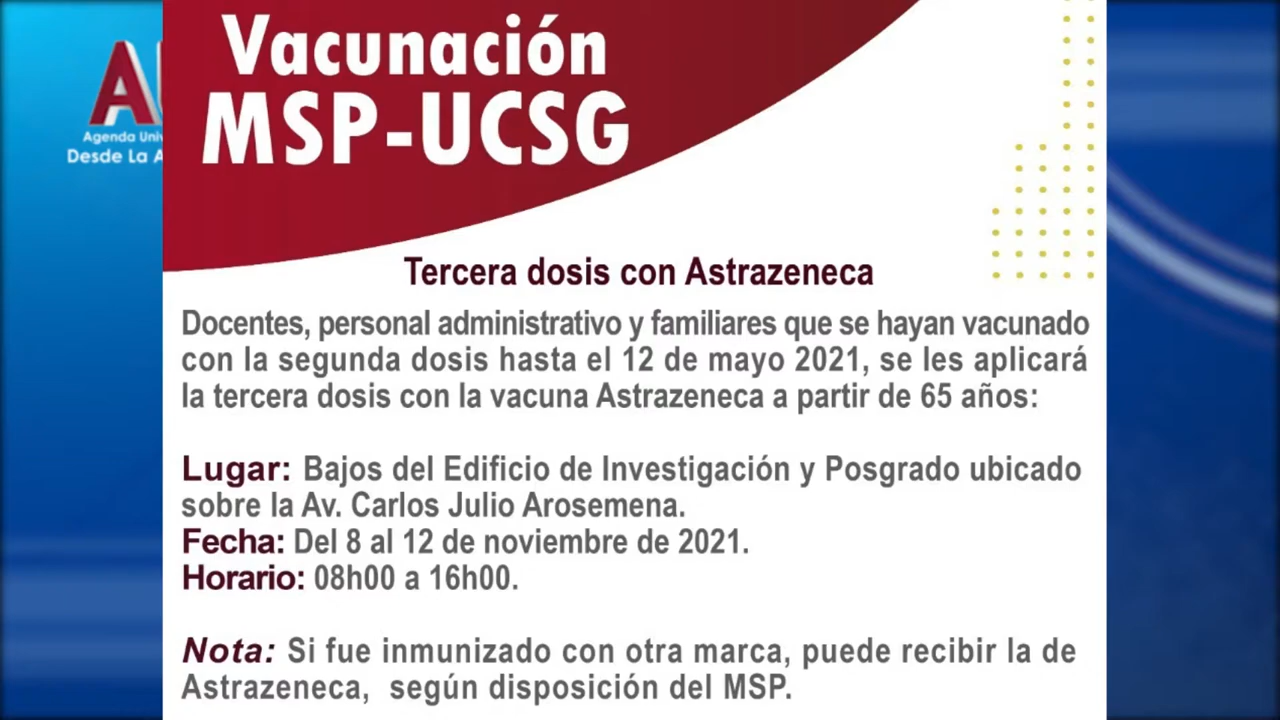 Vacunación
MSP-UCSG
A
Agenda
Desde La
Tercera dosis con Astrazeneca
Docentes, personal administrativo y familiares que se hayan vacunado
con la segunda dosis hasta el 12 de mayo 2021, se les aplicará
la tercera dosis con la vacuna Astrazeneca a partir de 65 años:
Lugar: Bajos del Edificio de Investigación y Posgrado ubicado
sobre la Av. Carlos Julio Arosemena.
Fecha: Del 8 al 12 de noviembre de 2021.
Horario: 08h00 a 16h00.
Nota: Si fue inmunizado con otra marca, puede recibir la de
Astrazeneca, según disposición del MSP.